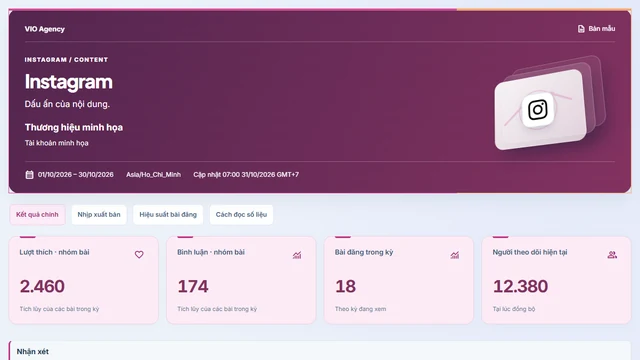 VIO Agency
Bản mẫu
INSTAGRAM / CONTENT
Instagram
Dấu ấn của nội dung.
Thương hiệu minh họa
Tài khoản minh họa
01/10/2026 – 30/10/2026 Asia/Ho_Chi_Minh Cập nhật 07:00 31/10/2026 GMT+7
Kết quả chính Nhịp xuất bản Hiệu suất bài đăng Cách đọc số liệu
Lượt thích · nhóm bài
2.460
Tích lũy của các bài trong kỳ
Bình luận · nhóm bài
174
Tích lũy của các bài trong kỳ
Bài đăng trong kỳ
18
Theo kỳ đang xem
Người theo dõi hiện tại
12.380
Tại lúc đồng bộ
Nhận xét